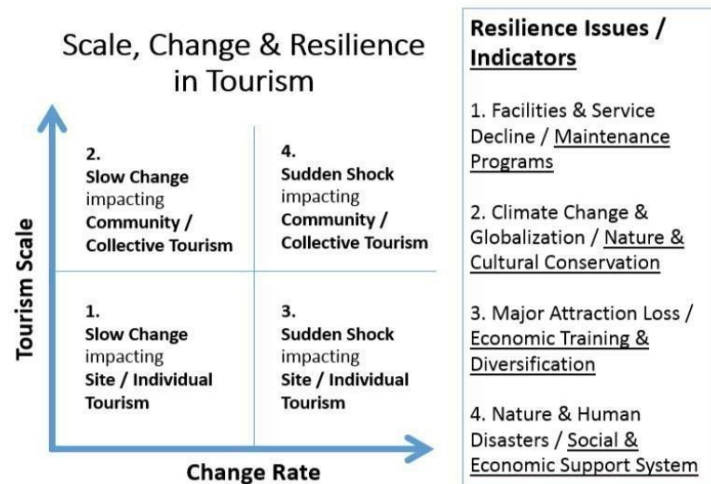 Scale, Change & Resilience
in Tourism
Tourism Scale
2.
Slow Change
impacting
Community /
Collective Tourism
4.
Sudden Shock
impacting
Community /
Collective Tourism
1.
Slow Change
impacting
Site / Individual
Tourism
3.
Sudden Shock
impacting
Site / Individual
Tourism
Change Rate
Resilience Issues /
Indicators
1. Facilities & Service
Decline / Maintenance
Programs
2. Climate Change &
Globalization / Nature &
Cultural Conservation
3. Major Attraction Loss /
Economic Training &
Diversification
4. Nature & Human
Disasters / Social &
Economic Support System